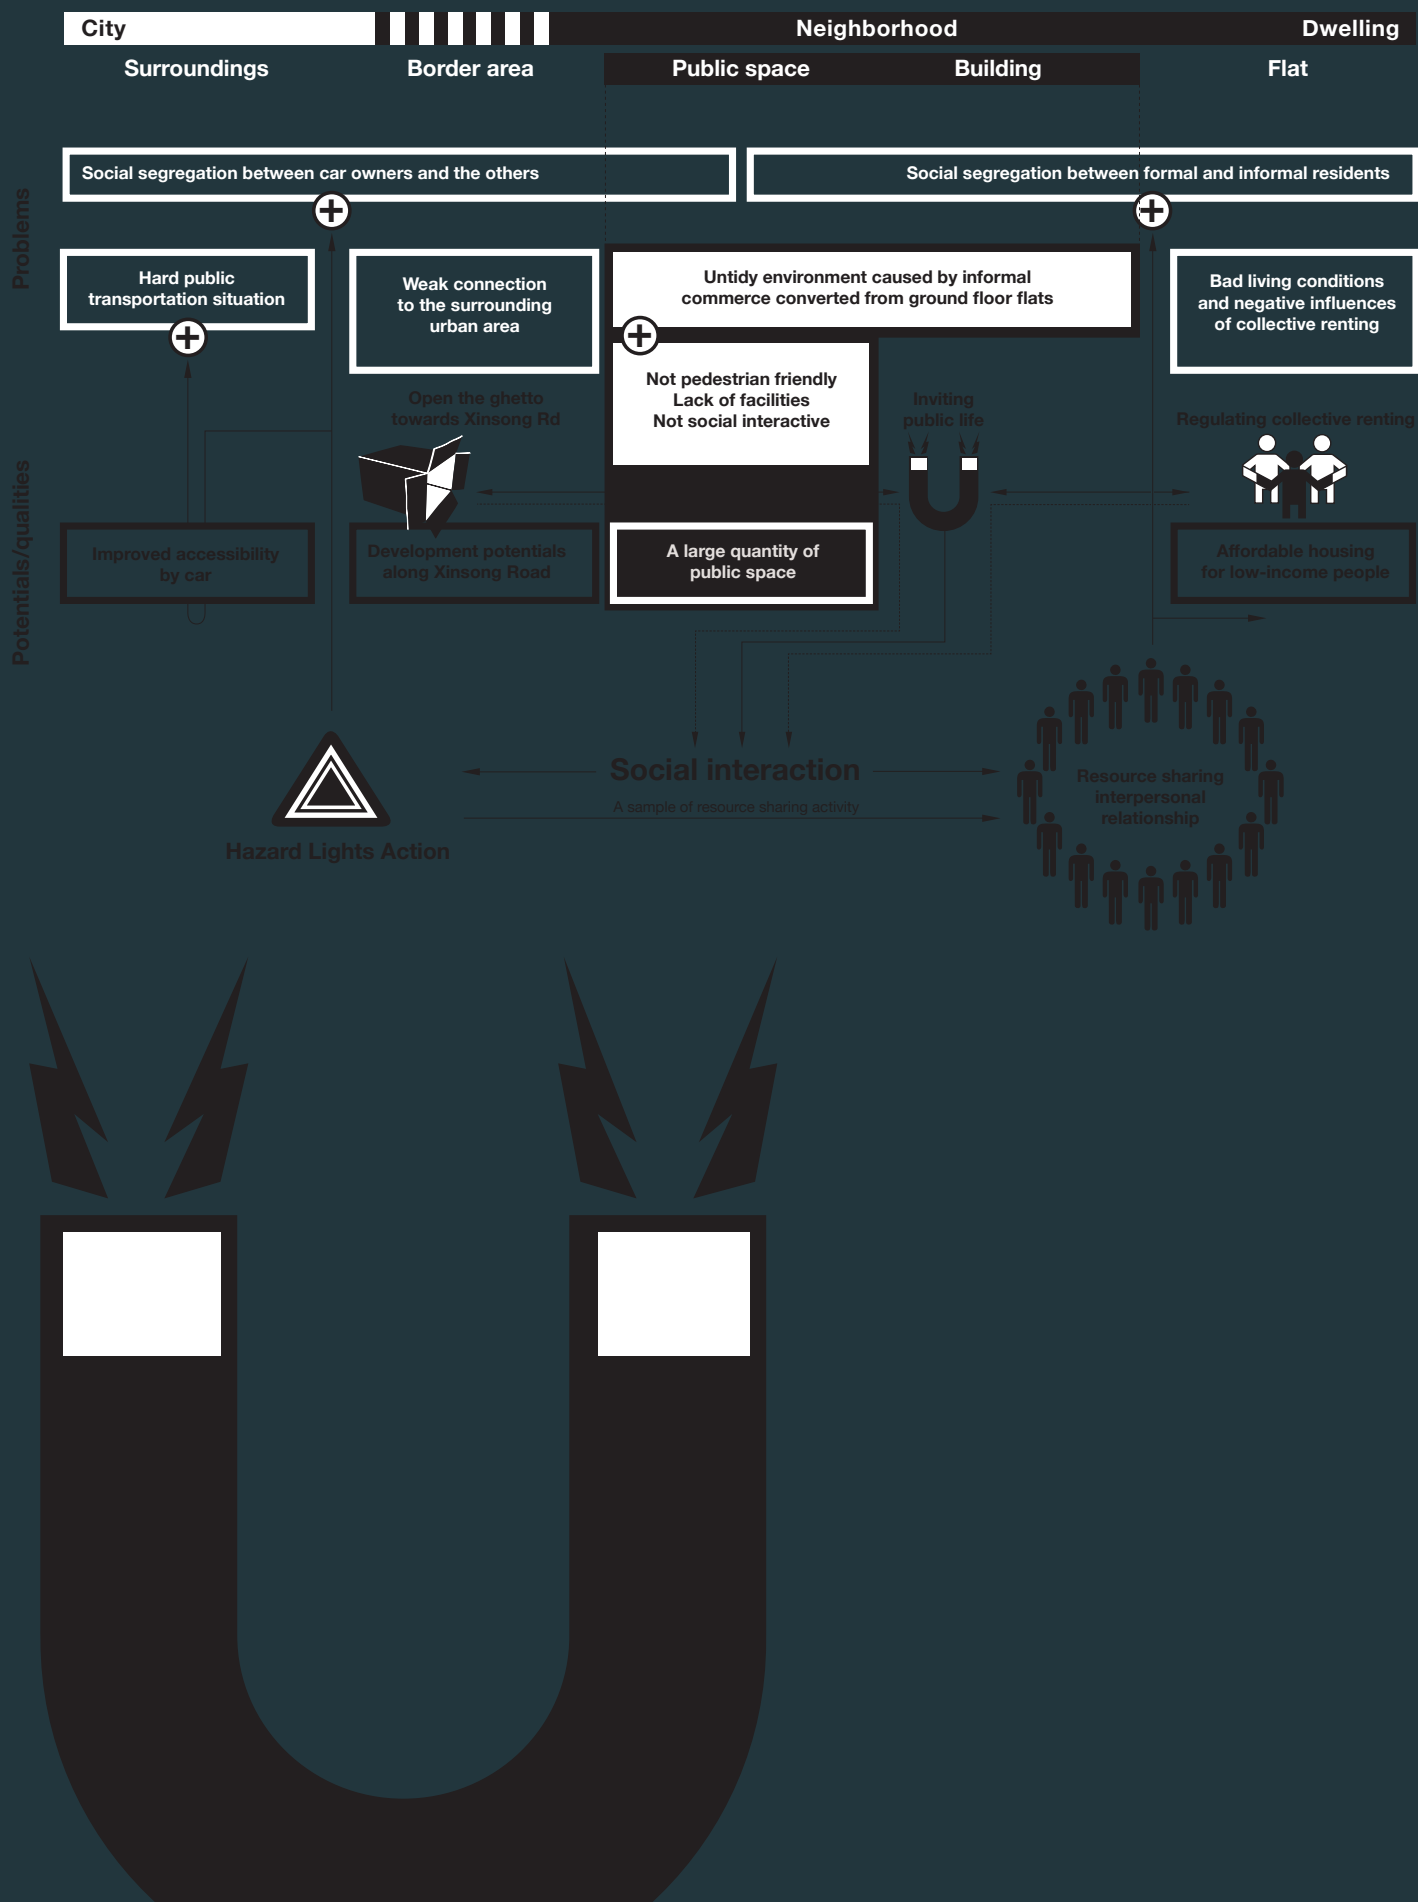 City
Neighborhood
Dwelling
Surroundings
Border area
Public space
Building
Flat
Problems
Social segregation between car owners and the others
Social segregation between formal and informal residents
Hard public
transportation situation
Weak connection
to the surrounding
urban area
Untidy environment caused by informal
commerce converted from ground floor flats
Bad living conditions
and negative influences
of collective renting
Not pedestrian friendly
Lack of facilities
Not social interactive
Potentials/qualities
Open the ghetto
towards Xinsong Rd
Inviting
public life
Regulating collective renting
Improved accessibility
by car
Development potentials
along Xinsong Road
A large quantity of
public space
Affordable housing
for low-income people
Hazard Lights Action
Social interaction
A sample of resource sharing activity
Resource sharing
interpersonal
relationship